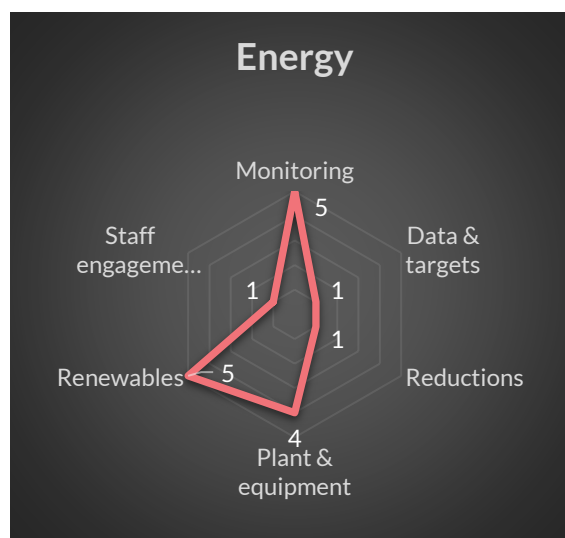 Energy
Monitoring
5
Staff
engageme...
Data &
targets
1
1
1
Renewables
5
Reductions
4
Plant &
equipment